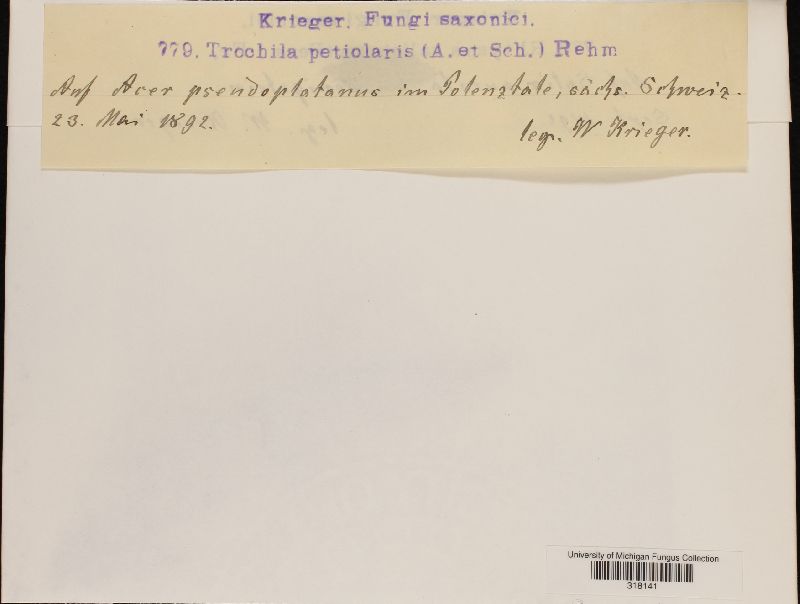 Krieger. Fungi saxonici.
779. Trochila petiolaris (A. et Sch.) Rehm
Auf Acer pseudoplatanus im Polenztale, sächs. Schweiz.
23. Mai 1892.
leg. W Krieger.
University of Michigan Fungus Collection
318141